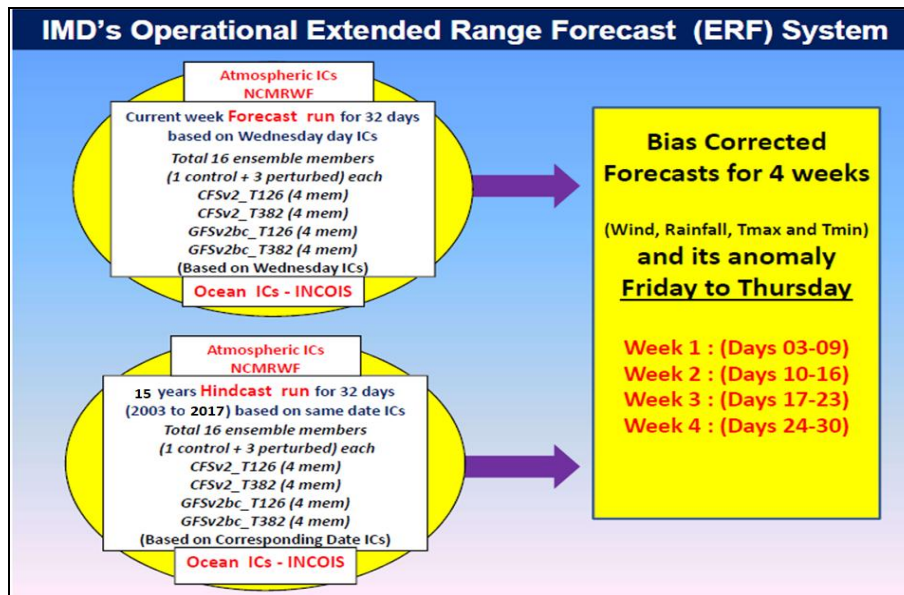 IMD's Operational Extended Range Forecast (ERF) System
Atmospheric ICs
NCMRWF
Current week Forecast run for 32 days
based on Wednesday day ICs
Total 16 ensemble members
(1 control + 3 perturbed) each
CFSv2_T126 (4 mem)
CFSv2_T382 (4 mem)
GFSv2bc_T126 (4 mem)
GFSv2bc_T382 (4 mem)
(Based on Wednesday ICs)
Ocean ICs - INCOIS
Atmospheric ICs
NCMRWF
15 years Hindcast run for 32 days
(2003 to 2017) based on same date ICs
Total 16 ensemble members
(1 control + 3 perturbed) each
CFSv2_T126 (4 mem)
CFSv2_T382 (4 mem)
GFSv2bc_T126 (4 mem)
GFSv2bc_T382 (4 mem)
(Based on Corresponding Date ICs)
Ocean ICs - INCOIS
Bias Corrected
Forecasts for 4 weeks
(Wind, Rainfall, Tmax and Tmin)
and its anomaly
Friday to Thursday
Week 1 : (Days 03-09)
Week 2 : (Days 10-16)
Week 3 : (Days 17-23)
Week 4 : (Days 24-30)